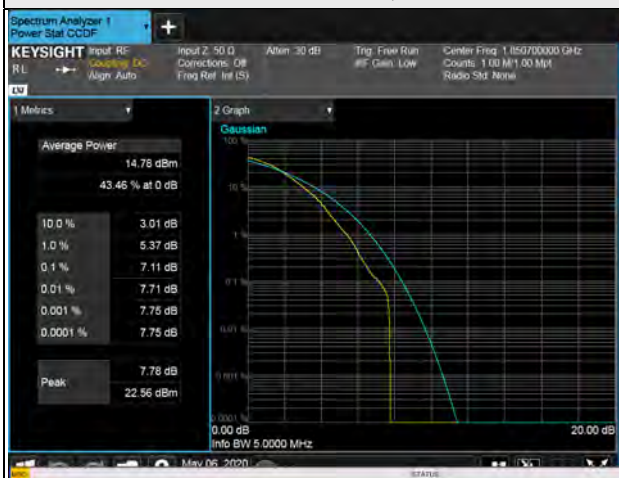 Spectrum Analyzer 1
Power Stat CCDF
+
KEYSIGHT Input: RF Input Z: 50 Ω Atten: 30 dB Trig: Free Run Center Freq: 1.850700000 GHz
RL Coupling: DC Corrections: Off #IF Gain: Low Counts: 1.00 M/1.00 Mpt
Align: Auto Freq Ref: Int (S) Radio Std: None
LXI
1 Metrics
2 Graph
Gaussian
Average Power
14.78 dBm
43.46 % at 0 dB
10.0 % 3.01 dB
1.0 % 5.37 dB
0.1 % 7.11 dB
0.01 % 7.71 dB
0.001 % 7.75 dB
0.0001 % 7.75 dB
Peak 7.78 dB
22.56 dBm
100 %
10 %
1 %
0.1 %
0.01 %
0.001 %
0.0001 %
0.00 dB 20.00 dB
Info BW 5.0000 MHz
May 06, 2020
MSG STATUS